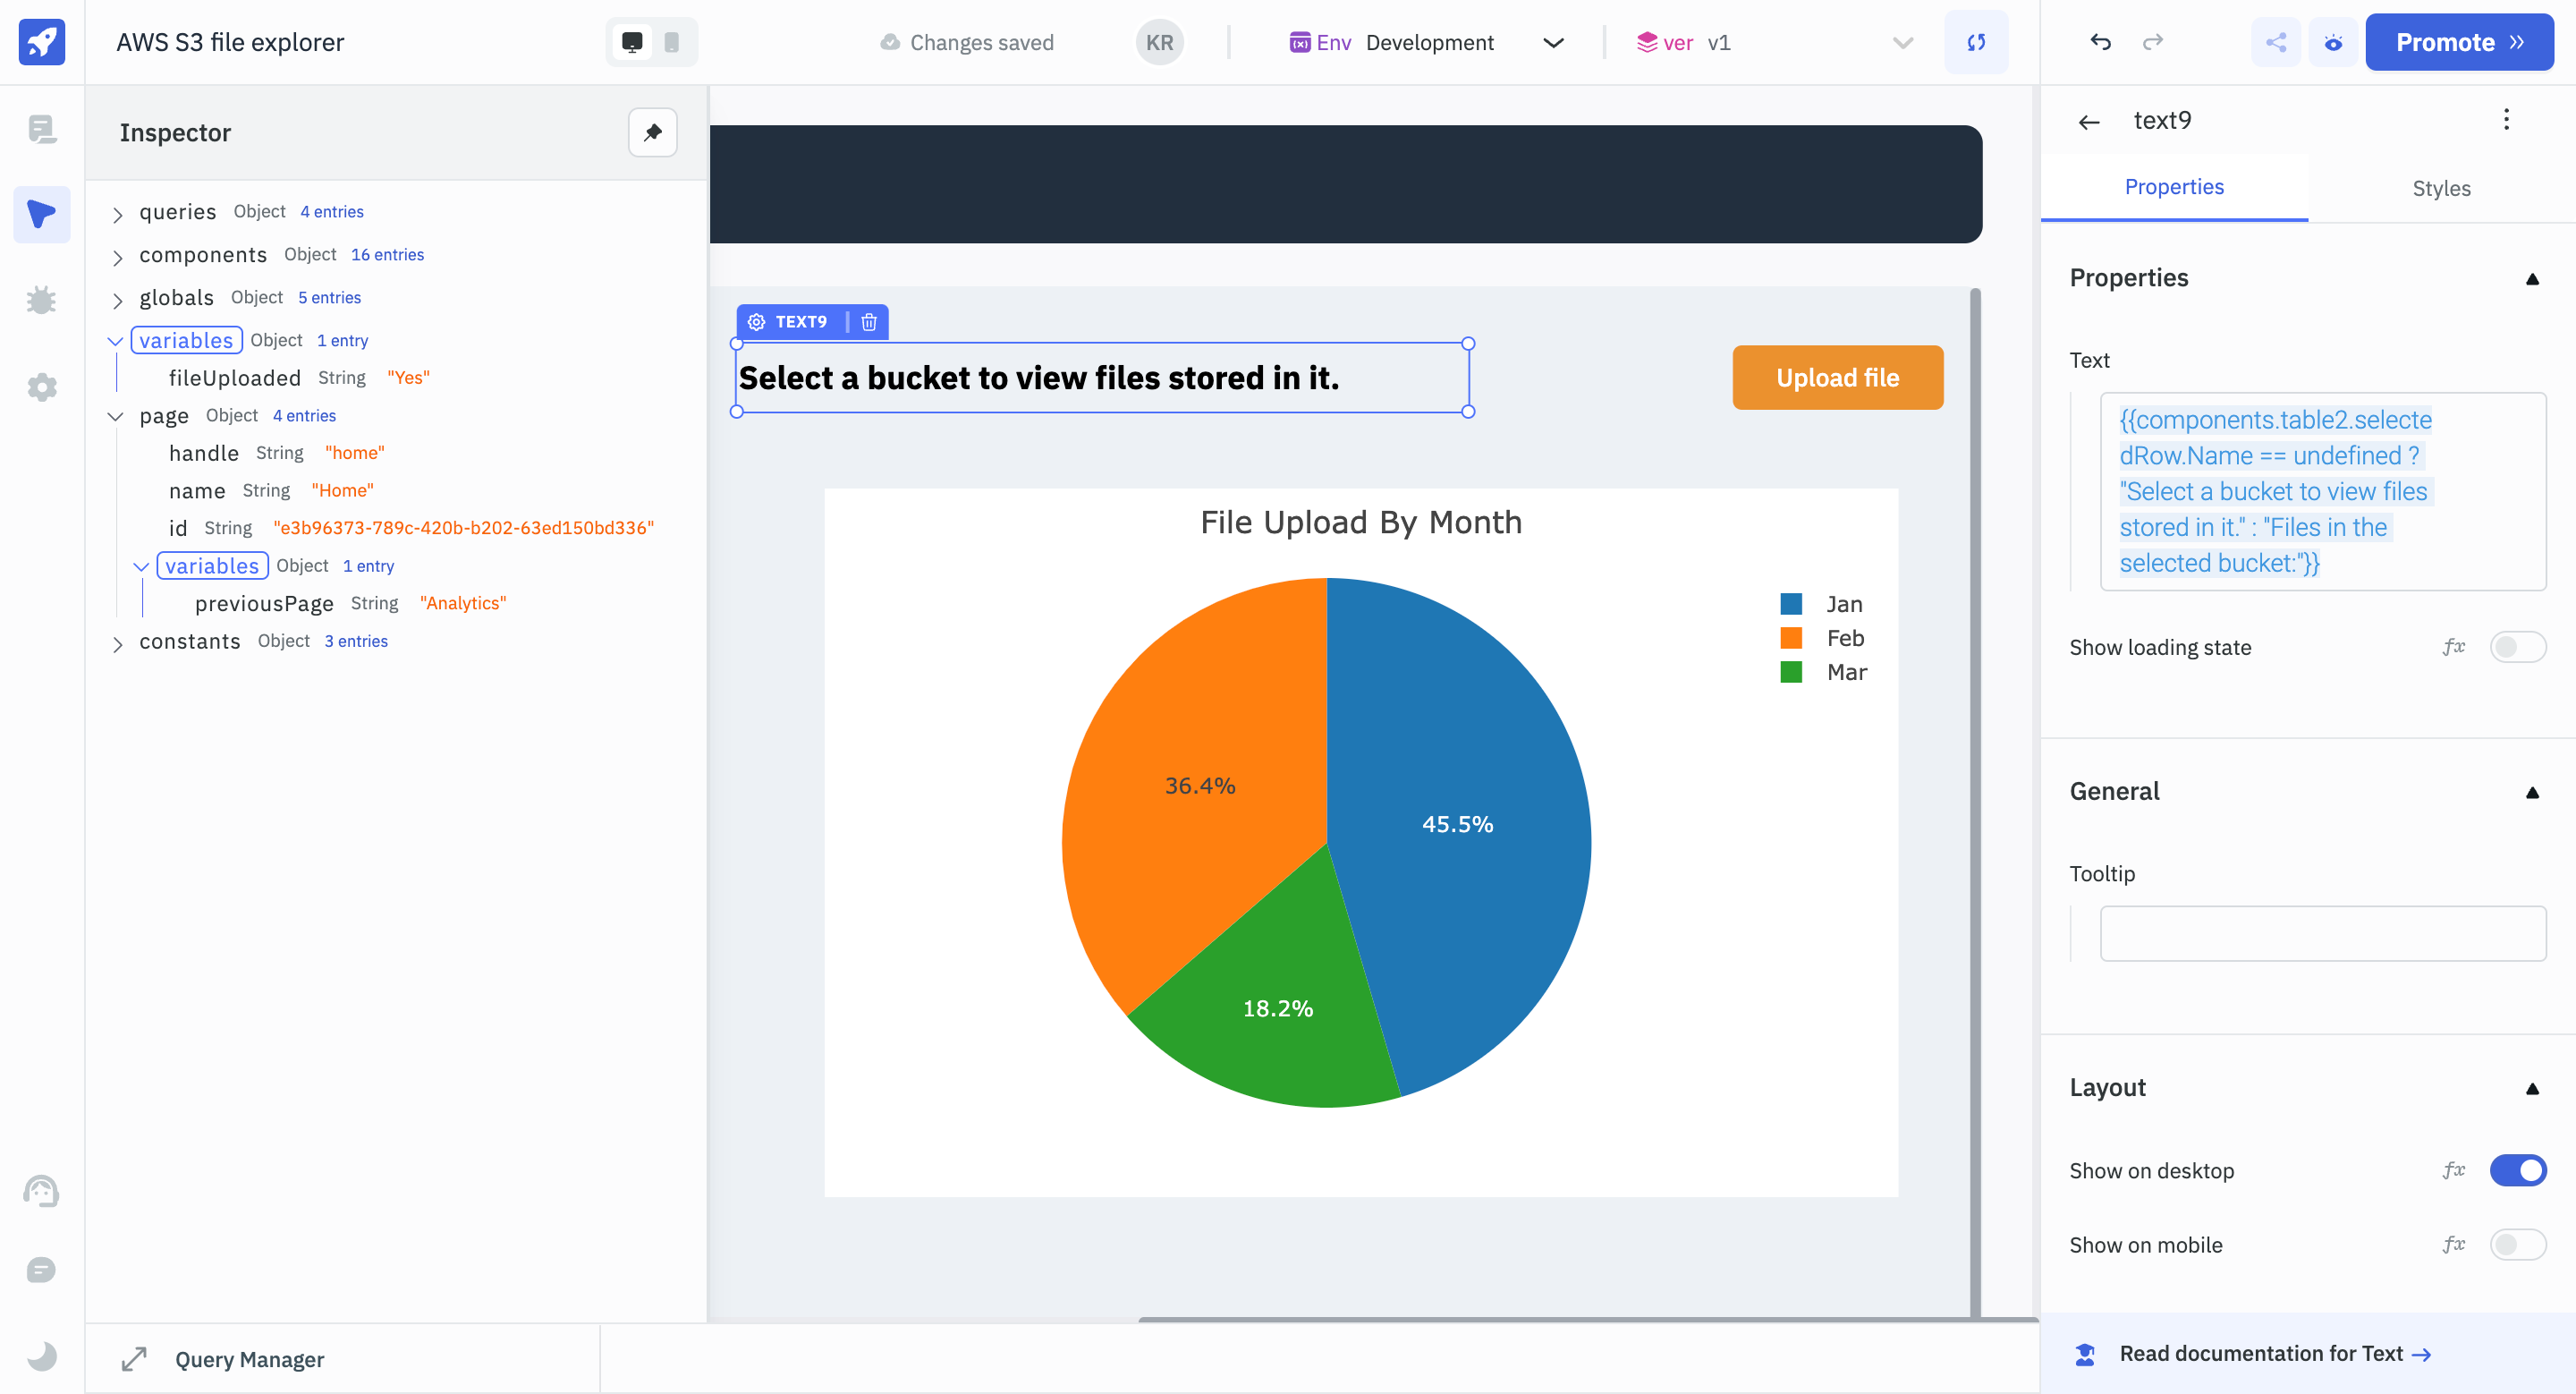 AWS S3 file explorer
Changes saved
KR
Env Development
ver v1
Promote
Inspector
queries Object 4 entries
components Object 16 entries
globals Object 5 entries
variables Object 1 entry
fileUploaded String "Yes"
page Object 4 entries
handle String "home"
name String "Home"
id String "e3b96373-789c-420b-b202-63ed150bd336"
variables Object 1 entry
previousPage String "Analytics"
constants Object 3 entries
Query Manager
TEXT9
Select a bucket to view files stored in it.
Upload file
File Upload By Month
Jan
Feb
Mar
36.4%
45.5%
18.2%
text9
Properties Styles
Properties
Text
{{components.table2.selecte
dRow.Name == undefined ?
"Select a bucket to view files
stored in it." : "Files in the
selected bucket:"}}
Show loading state fx
General
Tooltip
Layout
Show on desktop fx
Show on mobile fx
Read documentation for Text →